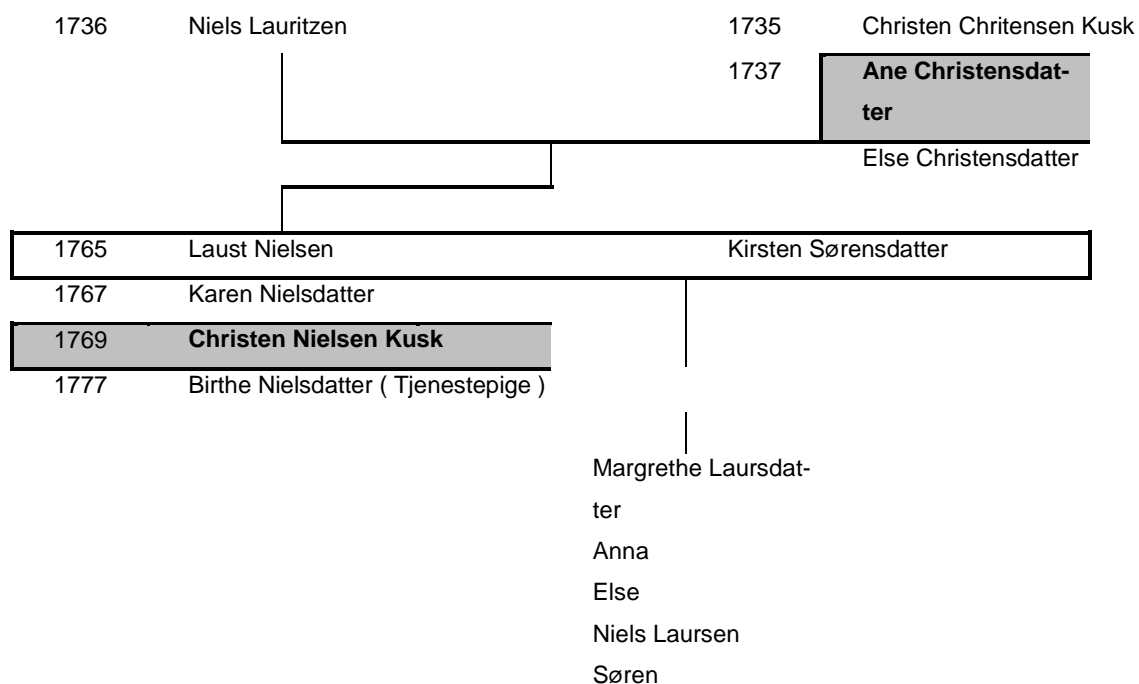 1736 Niels Lauritzen 1735 Christen Chritensen Kusk
1737 Ane Christensdat-
ter
Else Christensdatter
1765 Laust Nielsen Kirsten Sørensdatter
1767 Karen Nielsdatter
1769 Christen Nielsen Kusk
1777 Birthe Nielsdatter ( Tjenestepige )
Margrethe Laursdat-
ter
Anna
Else
Niels Laursen
Søren